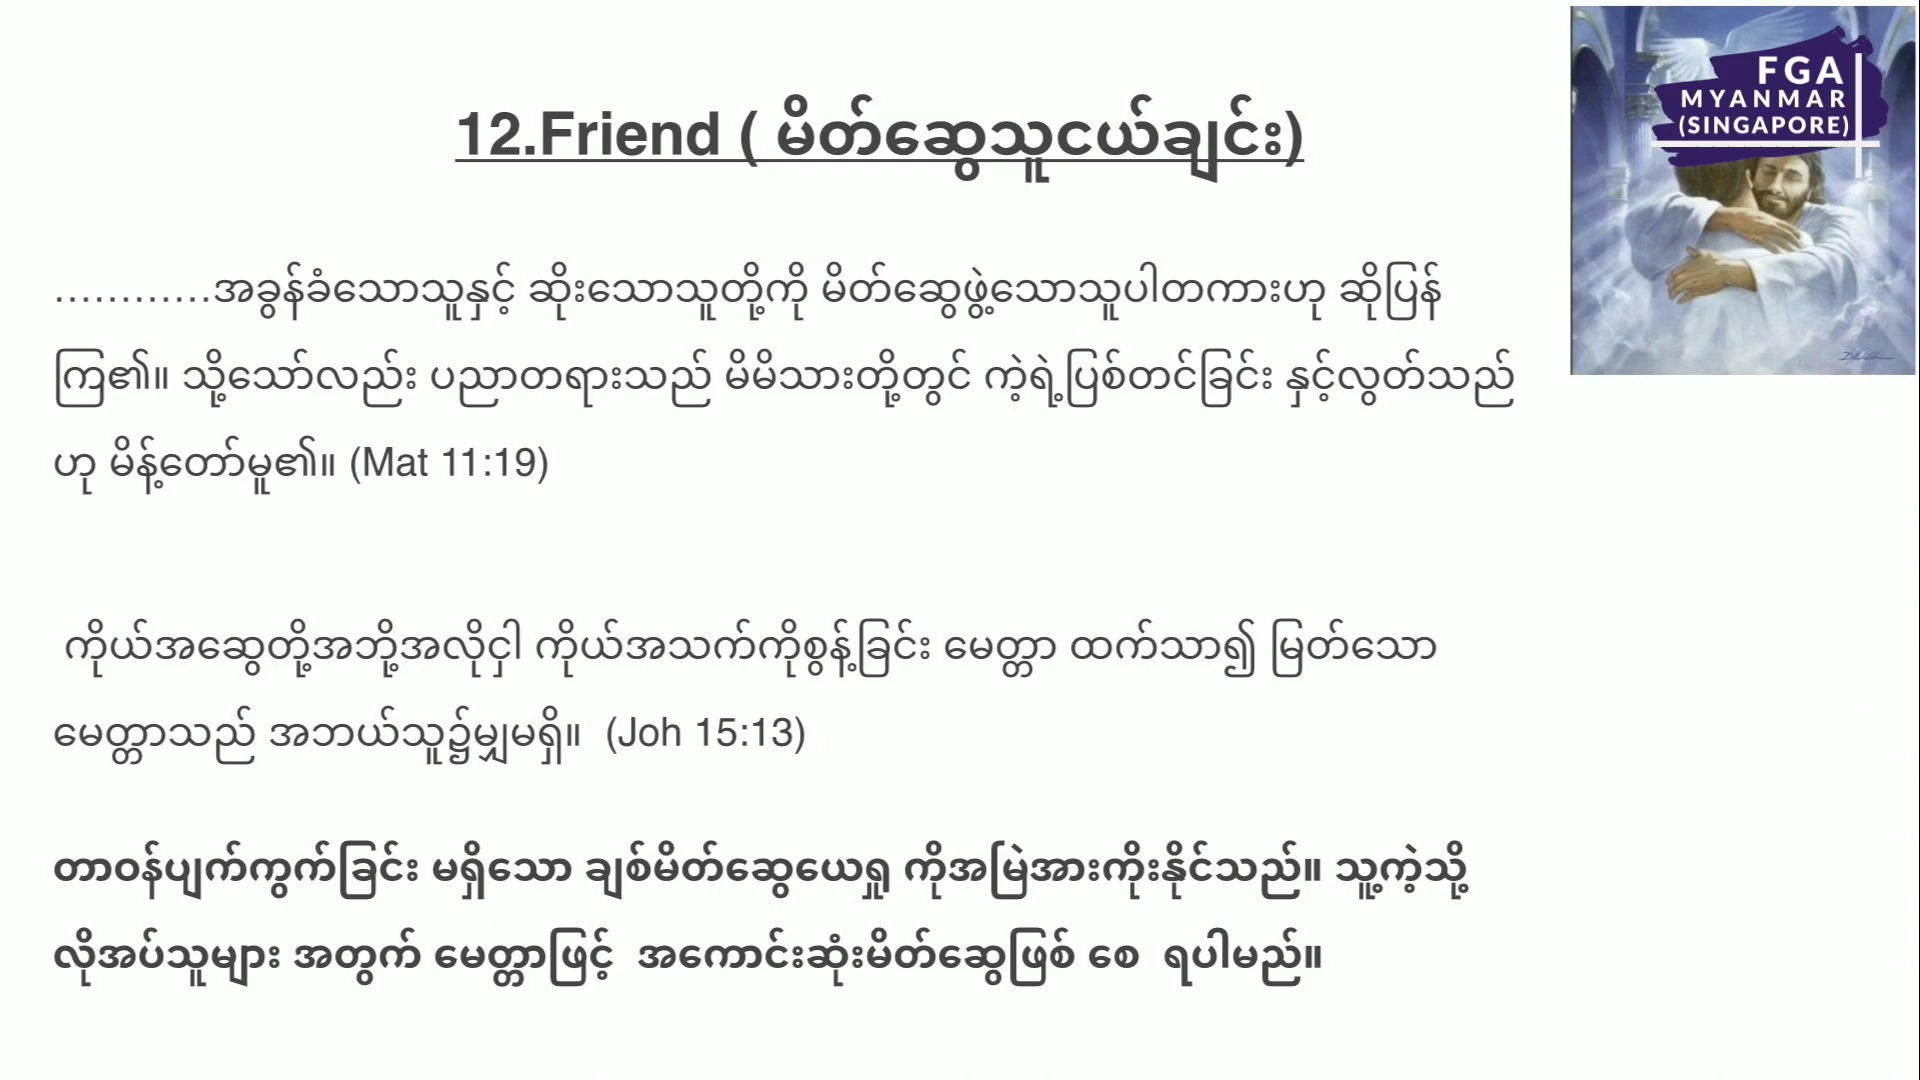 12.Friend ( မိတ်ဆွေသူငယ်ချင်း)
FGA
MYANMAR
(SINGAPORE)
…………အခွန်ခံသောသူနှင့် ဆိုးသောသူတို့ကို မိတ်ဆွေဖွဲ့သောသူပါတကားဟု ဆိုပြန်
ကြ၏။ သို့သော်လည်း ပညာတရားသည် မိမိသားတို့တွင် ကဲ့ရဲ့ပြစ်တင်ခြင်း နှင့်လွတ်သည်
ဟု မိန့်တော်မူ၏။ (Mat 11:19)
ကိုယ်အဆွေတို့အဘို့အလိုငှါ ကိုယ်အသက်ကိုစွန့်ခြင်း မေတ္တာ ထက်သာ၍ မြတ်သော
မေတ္တာသည် အဘယ်သူ၌မျှမရှိ။ (Joh 15:13)
တာဝန်ပျက်ကွက်ခြင်း မရှိသော ချစ်မိတ်ဆွေယေရှု ကိုအမြဲအားကိုးနိုင်သည်။ သူ့ကဲ့သို့
လိုအပ်သူများ အတွက် မေတ္တာဖြင့် အကောင်းဆုံးမိတ်ဆွေဖြစ် စေ ရပါမည်။